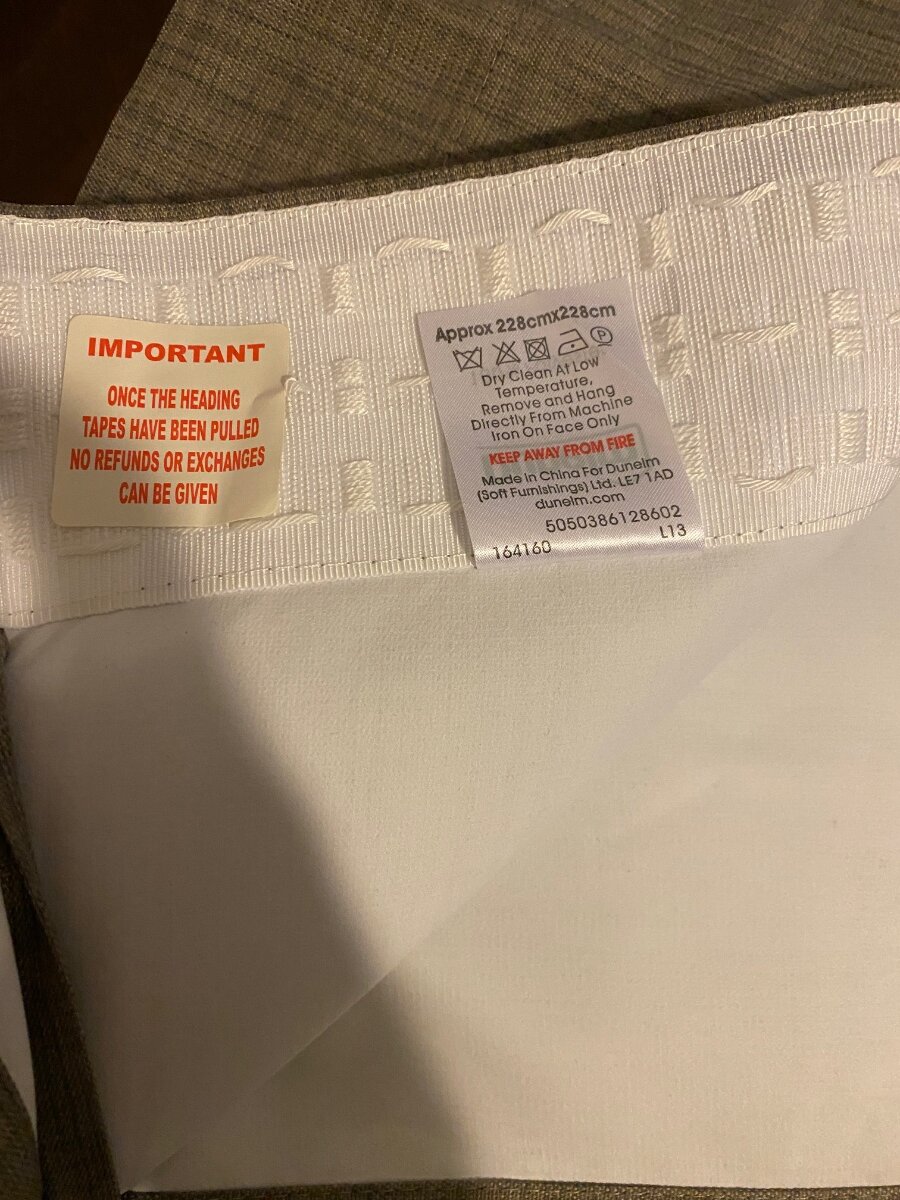 IMPORTANT
ONCE THE HEADING
TAPES HAVE BEEN PULLED
NO REFUNDS OR EXCHANGES
CAN BE GIVEN
Approx 228cmx228cm
P
Dry Clean At Low
Temperature,
Remove and Hang
Directly From Machine
Iron On Face Only
KEEP AWAY FROM FIRE
Made in China For Dunelm
(Soft Furnishings) Ltd. LE7 1AD
dunelm.com
5050386128602
164160 L13